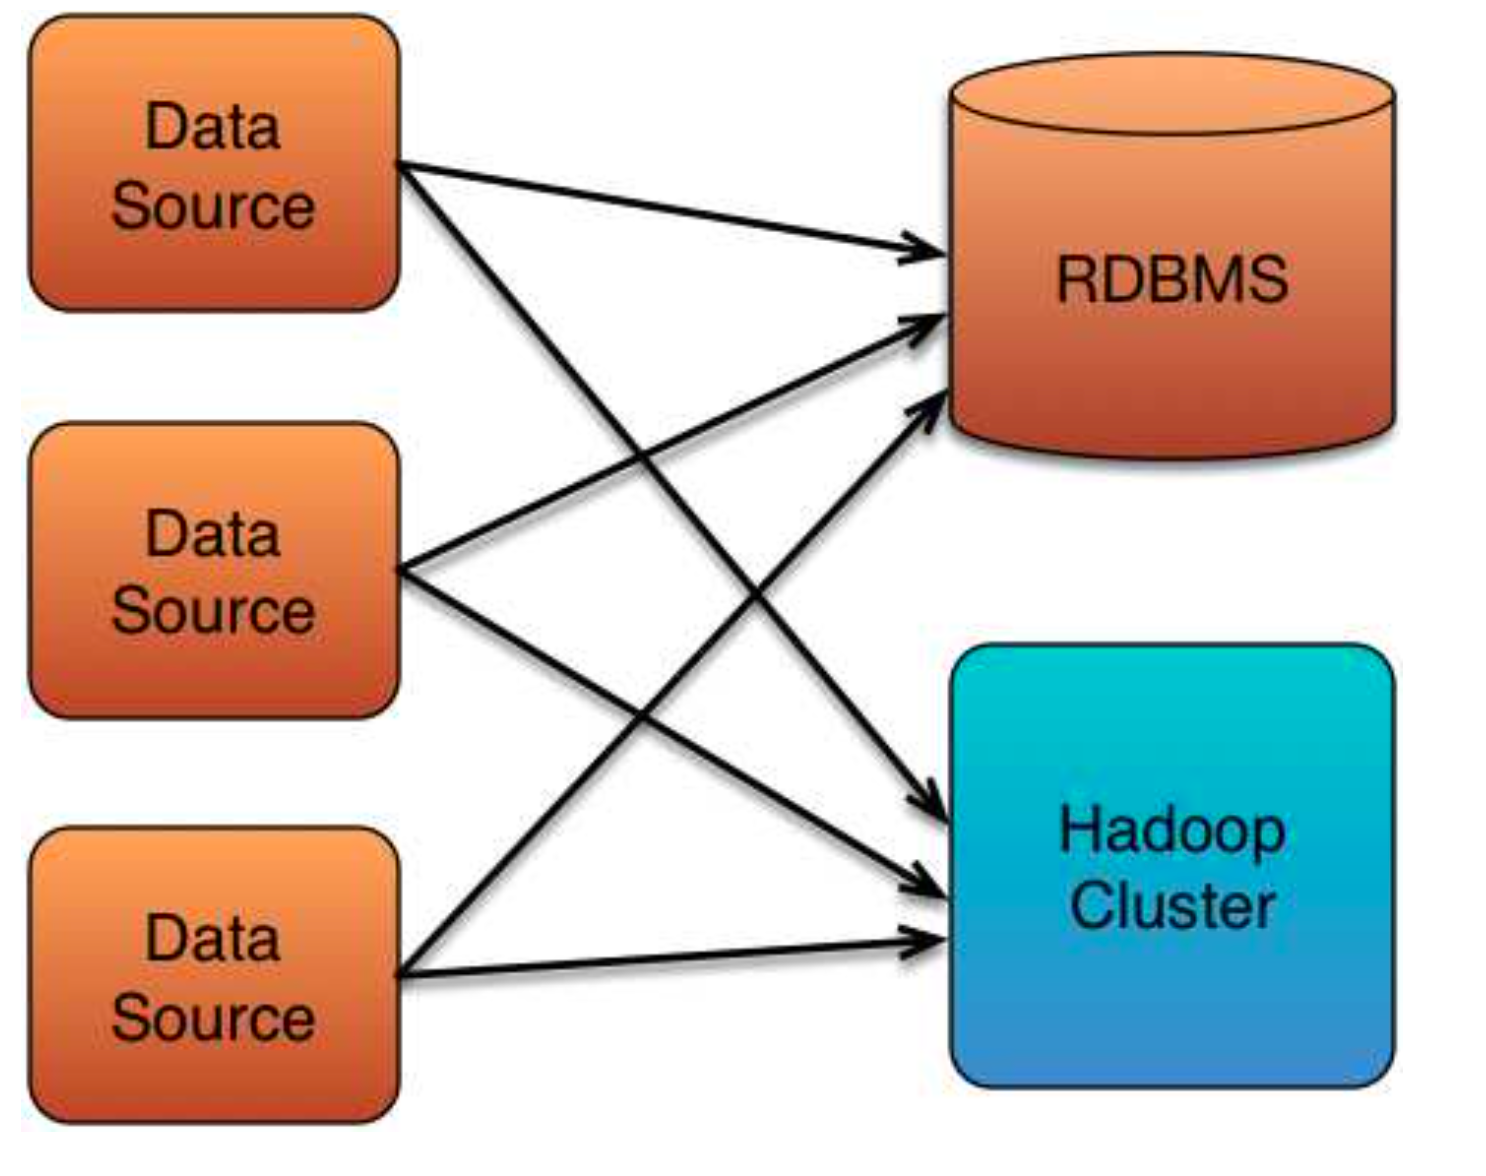 Data
Source
RDBMS
Data
Source
Hadoop
Cluster
Data
Source